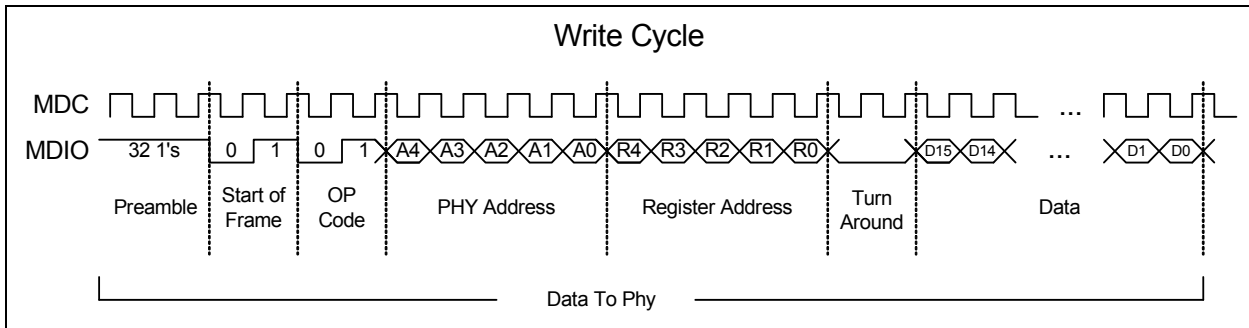 Write Cycle
MDC ...
MDIO 32 1's 0 1 0 1 A4 A3 A2 A1 A0 R4 R3 R2 R1 R0 D15 D14 ... D1 D0
Preamble Start of Frame OP Code PHY Address Register Address Turn Around Data
Data To Phy